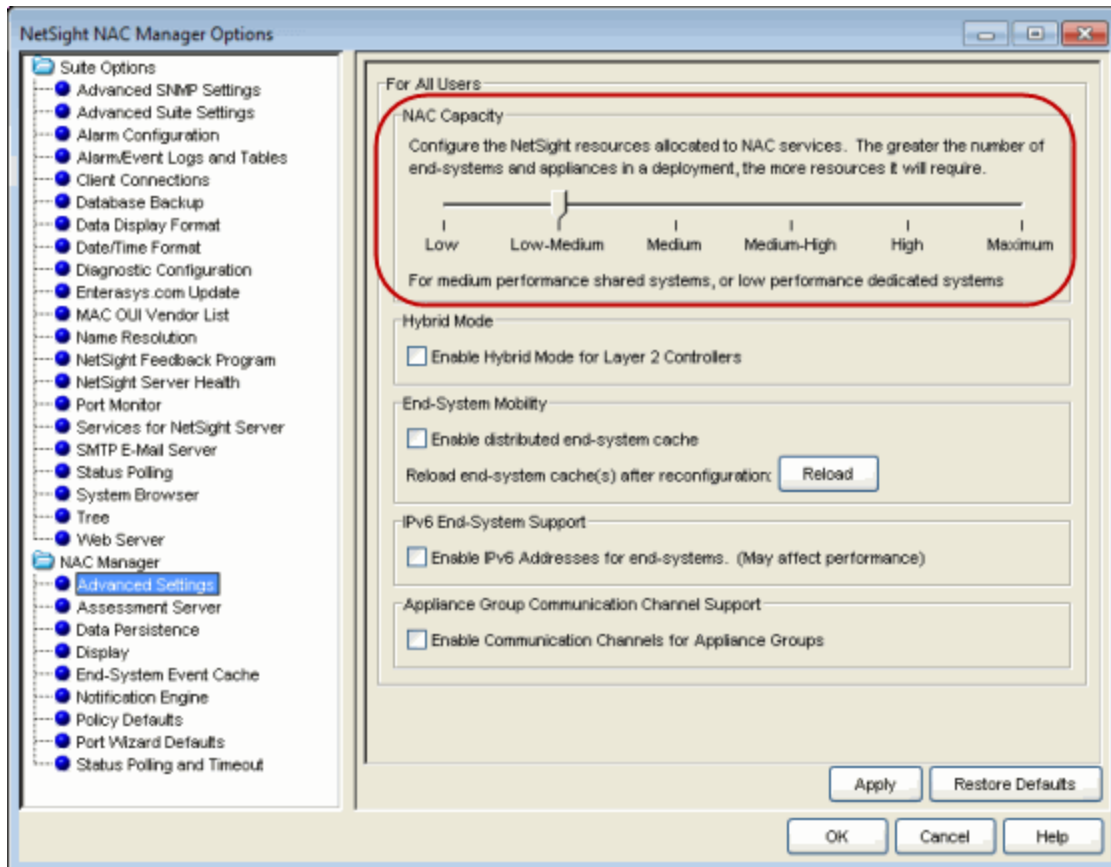 NetSight NAC Manager Options
Suite Options
Advanced SNMP Settings
Advanced Suite Settings
Alarm Configuration
Alarm/Event Logs and Tables
Client Connections
Database Backup
Data Display Format
Date/Time Format
Diagnostic Configuration
Enterasys.com Update
MAC OUI Vendor List
Name Resolution
NetSight Feedback Program
NetSight Server Health
Port Monitor
Services for NetSight Server
SMTP E-Mail Server
Status Polling
System Browser
Tree
Web Server
NAC Manager
Advanced Settings
Assessment Server
Data Persistence
Display
End-System Event Cache
Notification Engine
Policy Defaults
Port Wizard Defaults
Status Polling and Timeout
For All Users
NAC Capacity
Configure the NetSight resources allocated to NAC services. The greater the number of
end-systems and appliances in a deployment, the more resources it will require.
Low Low-Medium Medium Medium-High High Maximum
For medium performance shared systems, or low performance dedicated systems
Hybrid Mode
Enable Hybrid Mode for Layer 2 Controllers
End-System Mobility
Enable distributed end-system cache
Reload end-system cache(s) after reconfiguration: Reload
IPv6 End-System Support
Enable IPv6 Addresses for end-systems. (May affect performance)
Appliance Group Communication Channel Support
Enable Communication Channels for Appliance Groups
Apply Restore Defaults
OK Cancel Help